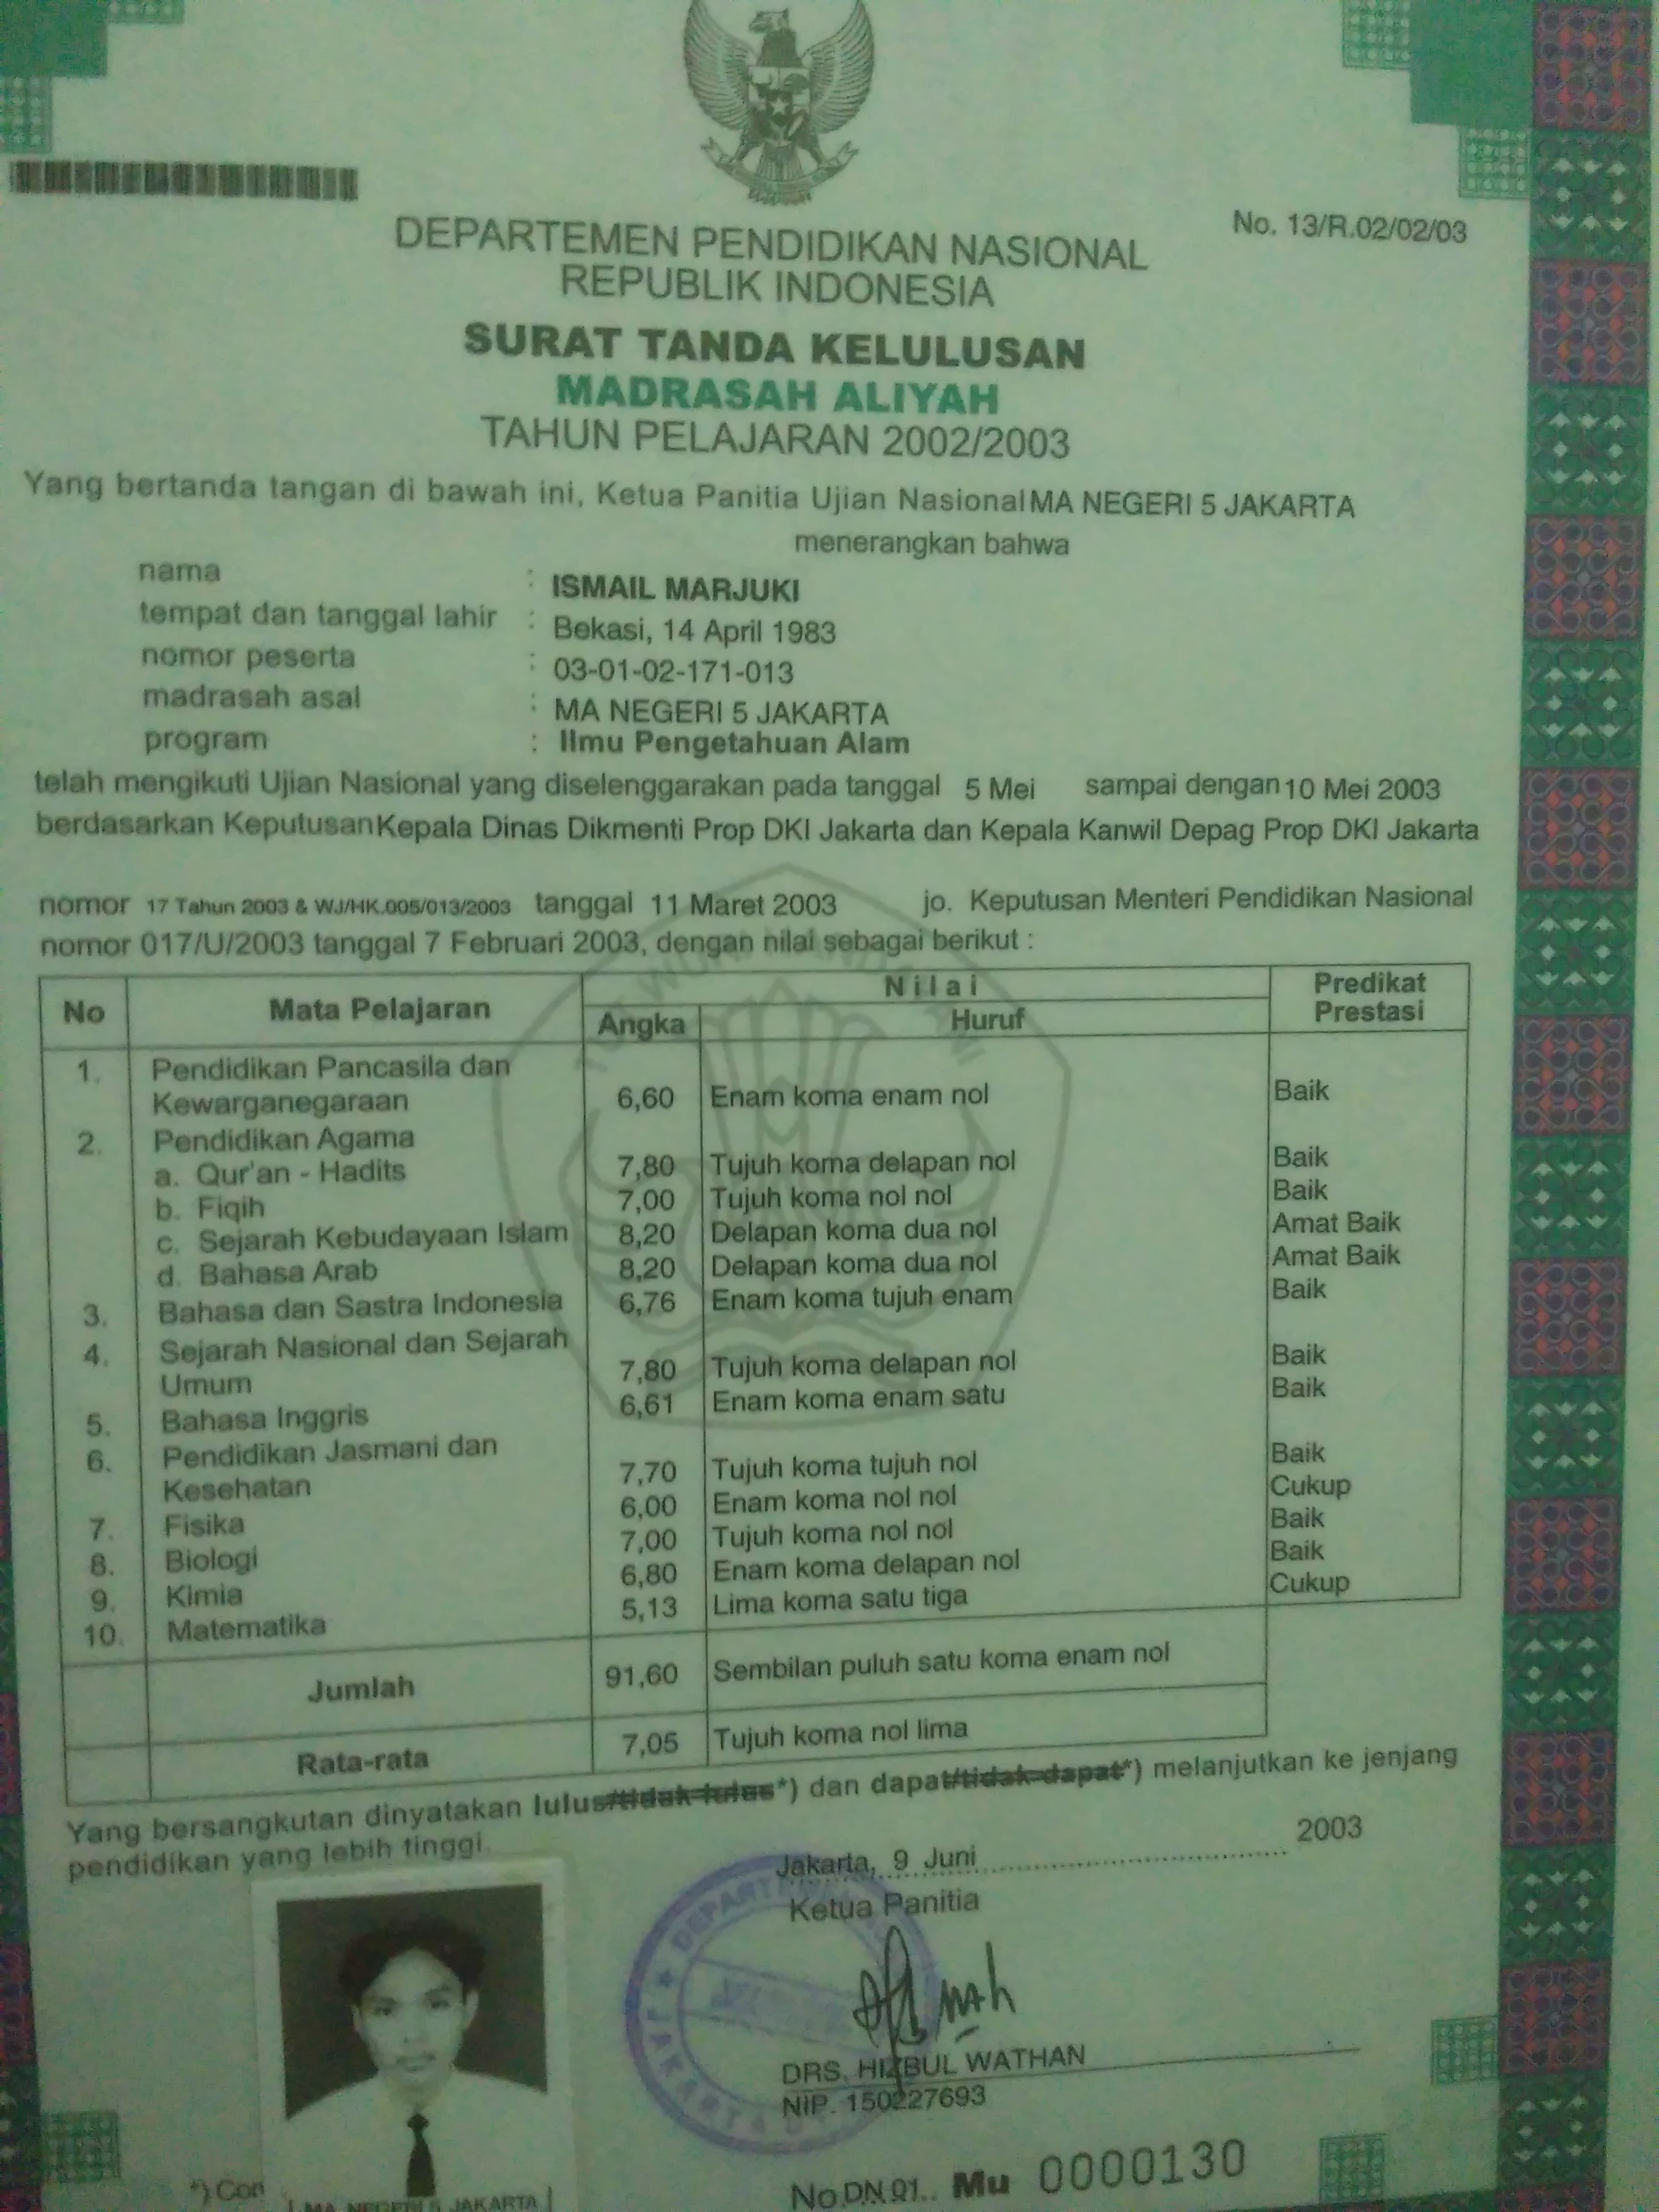 No. 13/R.02/02/03
DEPARTEMEN PENDIDIKAN NASIONAL
REPUBLIK INDONESIA
SURAT TANDA KELULUSAN
MADRASAH ALIYAH
TAHUN PELAJARAN 2002/2003
Yang bertanda tangan di bawah ini, Ketua Panitia Ujian Nasional MA NEGERI 5 JAKARTA
menerangkan bahwa
nama : ISMAIL MARJUKI
tempat dan tanggal lahir : Bekasi, 14 April 1983
nomor peserta : 03-01-02-171-013
madrasah asal : MA NEGERI 5 JAKARTA
program : Ilmu Pengetahuan Alam
telah mengikuti Ujian Nasional yang diselenggarakan pada tanggal 5 Mei sampai dengan 10 Mei 2003
berdasarkan Keputusan Kepala Dinas Dikmenti Prop DKI Jakarta dan Kepala Kanwil Depag Prop DKI Jakarta
nomor 17 Tahun 2003 & WJ/HK.005/013/2003 tanggal 11 Maret 2003 jo. Keputusan Menteri Pendidikan Nasional
nomor 017/U/2003 tanggal 7 Februari 2003, dengan nilai sebagai berikut :
No Mata Pelajaran Nilai Predikat Prestasi
Angka Huruf
1. Pendidikan Pancasila dan
Kewarganegaraan 6,60 Enam koma enam nol Baik
2. Pendidikan Agama
a. Qur'an - Hadits 7,80 Tujuh koma delapan nol Baik
b. Fiqih 7,00 Tujuh koma nol nol Baik
c. Sejarah Kebudayaan Islam 8,20 Delapan koma dua nol Amat Baik
d. Bahasa Arab 8,20 Delapan koma dua nol Amat Baik
3. Bahasa dan Sastra Indonesia 6,76 Enam koma tujuh enam Baik
4. Sejarah Nasional dan Sejarah
Umum 7,80 Tujuh koma delapan nol Baik
5. Bahasa Inggris 6,61 Enam koma enam satu Baik
6. Pendidikan Jasmani dan
Kesehatan 7,70 Tujuh koma tujuh nol Baik
7. Fisika 6,00 Enam koma nol nol Cukup
8. Biologi 7,00 Tujuh koma nol nol Baik
9. Kimia 6,80 Enam koma delapan nol Baik
10. Matematika 5,13 Lima koma satu tiga Cukup
Jumlah 91,60 Sembilan puluh satu koma enam nol
Rata-rata 7,05 Tujuh koma nol lima
Yang bersangkutan dinyatakan lulus/tidak lulus*) dan dapat/tidak dapat*) melanjutkan ke jenjang
pendidikan yang lebih tinggi.
Jakarta, 9 Juni 2003
Ketua Panitia
DRS. HIZBUL WATHAN
NIP. 150227693
*) Cor
MA NEGERI 5 JAKARTA
No. DN 01 Mu 0000130